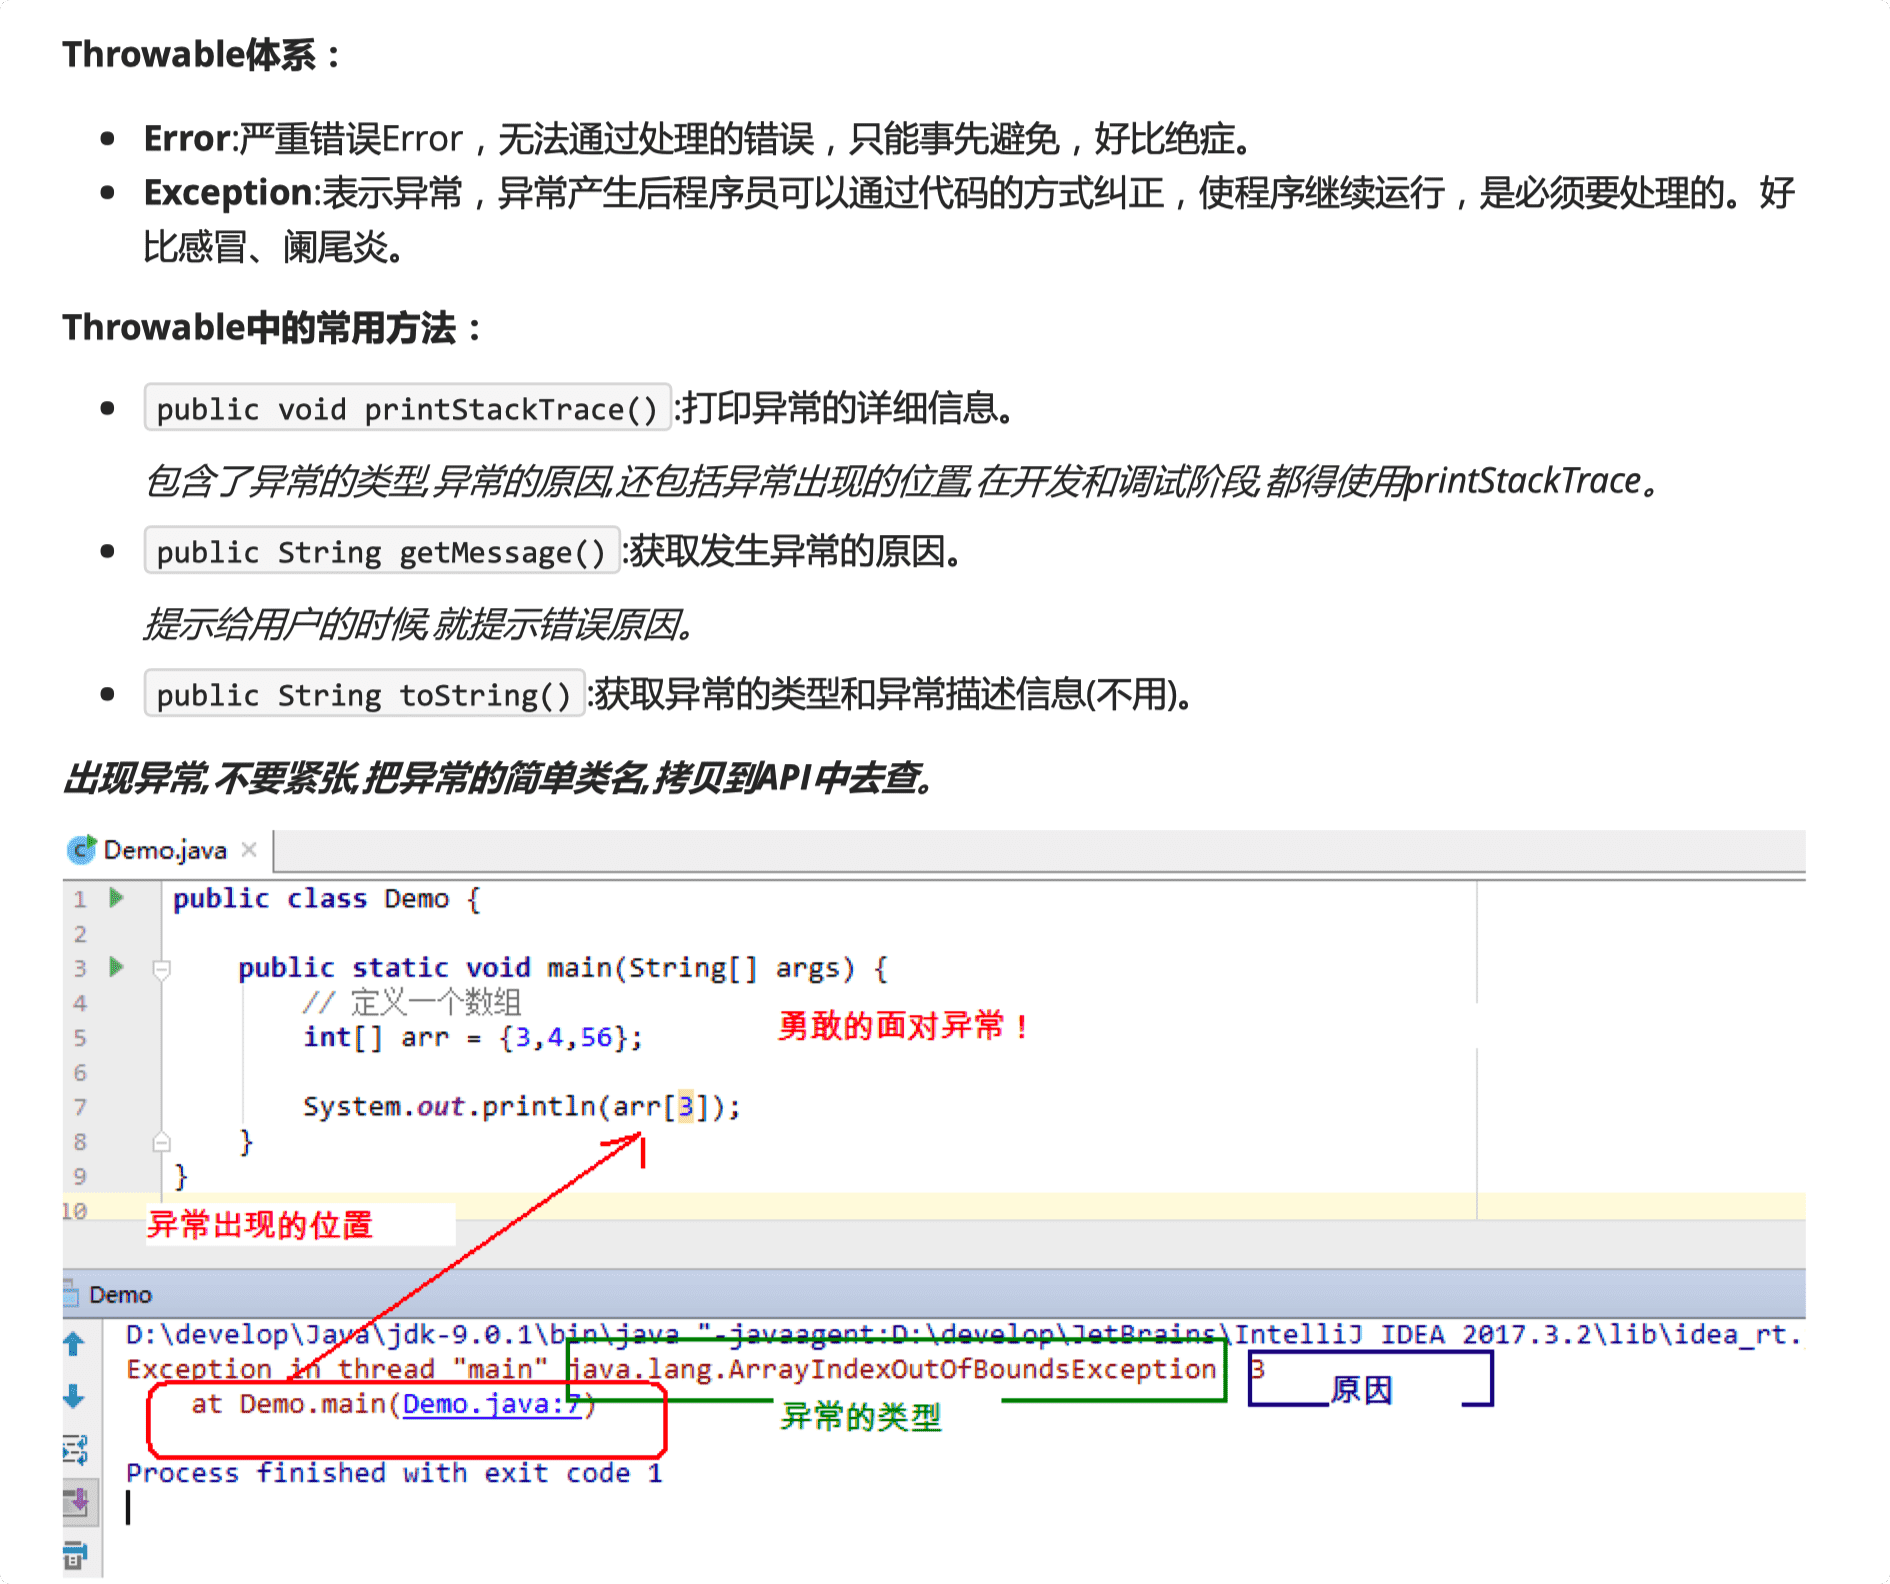 Throwable体系：
Error:严重错误Error，无法通过处理的错误，只能事先避免，好比绝症。
Exception:表示异常，异常产生后程序员可以通过代码的方式纠正，使程序继续运行，是必须要处理的。好
比感冒、阑尾炎。
Throwable中的常用方法：
public void printStackTrace():打印异常的详细信息。
包含了异常的类型,异常的原因,还包括异常出现的位置,在开发和调试阶段,都得使用printStackTrace。
public String getMessage():获取发生异常的原因。
提示给用户的时候,就提示错误原因。
public String toString():获取异常的类型和异常描述信息(不用)。
出现异常,不要紧张,把异常的简单类名,拷贝到API中去查。
Demo.java
1 public class Demo {
2
3 public static void main(String[] args) {
4 // 定义一个数组
5 int[] arr = {3,4,56};
勇敢的面对异常！
6
7 System.out.println(arr[3]);
8 }
9 }
10
异常出现的位置
Demo
D:\develop\Java\jdk-9.0.1\bin\java "-javaagent:D:\develop\JetBrains\IntelliJ IDEA 2017.3.2\lib\idea_rt.
Exception in thread "main" java.lang.ArrayIndexOutOfBoundsException 3
原因
at Demo.main(Demo.java:7)
异常的类型
Process finished with exit code 1